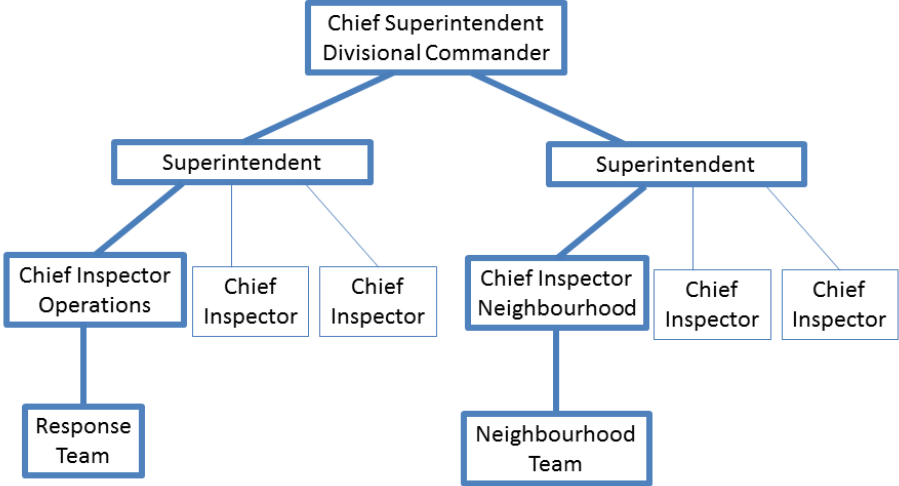 Chief Superintendent
Divisional Commander
Superintendent
Superintendent
Chief Inspector
Operations
Chief
Inspector
Chief
Inspector
Chief Inspector
Neighbourhood
Chief
Inspector
Chief
Inspector
Response
Team
Neighbourhood
Team